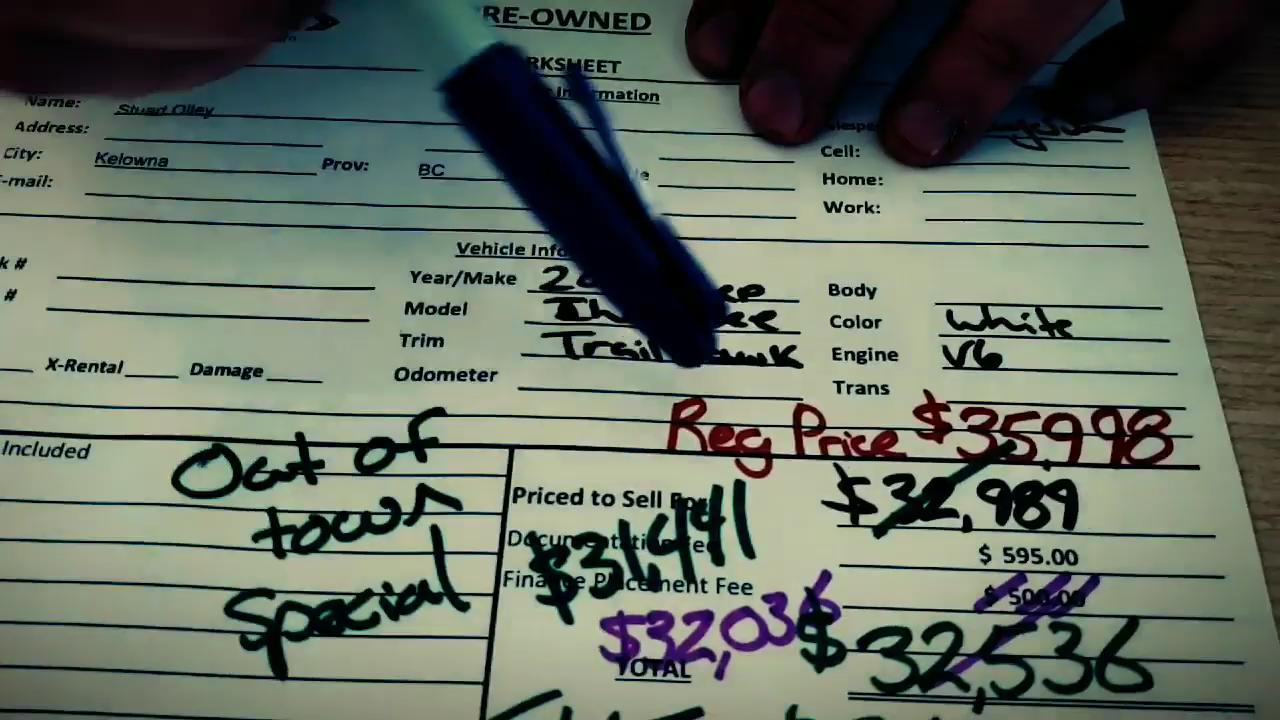 RE-OWNED
RKSHEET
Information
Name: Stuart Olley
Address:
City: Kelowna Prov: BC Cell:
-mail: Home:
Work:
Vehicle Info
k #
#
Year/Make Body
Model Color White
Trim Engine V6
X-Rental Damage Odometer Trans
Reg Price $35,998
Included
Out of
Priced to Sell For $32,989
town $31,441 $ 595.00
Special Finance Placement Fee $ 500.00
$32,036 $32,536
TOTAL